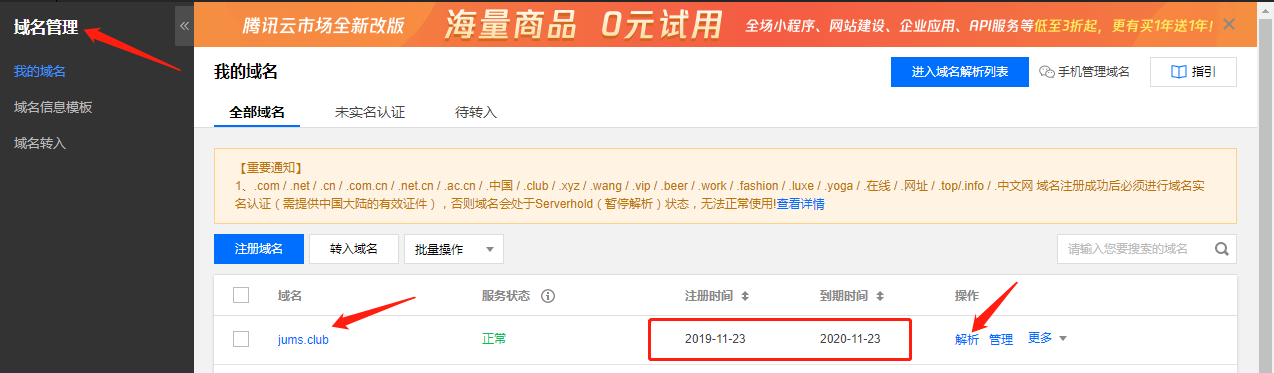 域名管理
我的域名
域名信息模板
域名转入
腾讯云市场全新改版 海量商品 0元试用 全场小程序、网站建设、企业应用、API服务等低至3折起，更有买1年送1年!
我的域名
进入域名解析列表 手机管理域名 指引
全部域名 未实名认证 待转入
【重要通知】
1、.com / .net / .cn / .com.cn / .net.cn / .ac.cn / .中国 / .club / .xyz / .wang / .vip / .beer / .work / .fashion / .luxe / .yoga / .在线 / .网址 / .top/.info / .中文网 域名注册成功后必须进行域名实
名认证（需提供中国大陆的有效证件），否则域名会处于Serverhold（暂停解析）状态，无法正常使用!查看详情
注册域名 转入域名 批量操作 请输入您要搜索的域名
域名 服务状态 注册时间 到期时间 操作
jums.club 正常 2019-11-23 2020-11-23 解析 管理 更多